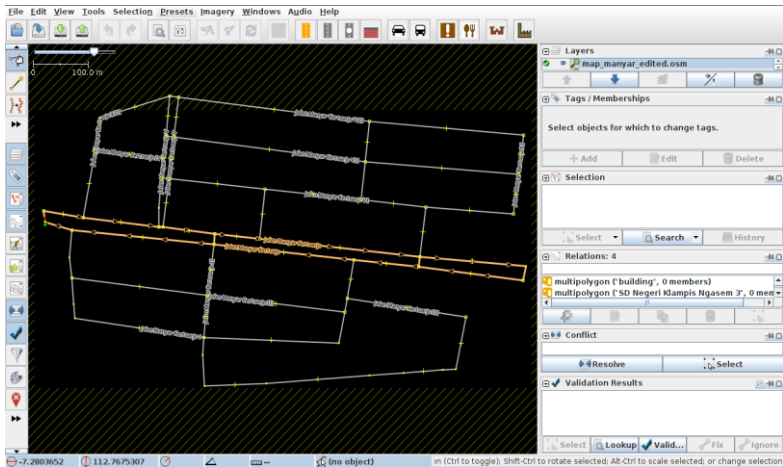 File Edit View Tools Selection Presets Imagery Windows Audio Help
0 100.0 m
Layers
map_manyar_edited.osm
Tags / Memberships
Select objects for which to change tags.
Add Edit Delete
Selection
Select Search History
Relations: 4
multipolygon ("building", 0 members)
multipolygon ("SD Negeri Klampis Ngasem 3", 0 mem
Conflict
Resolve Select
Validation Results
Select Lookup Valid... Fix Ignore
-7.2803652 112.7675307 -- (no object) n (Ctrl to toggle); Shift-Ctrl to rotate selected; Alt-Ctrl to scale selected; or change selection